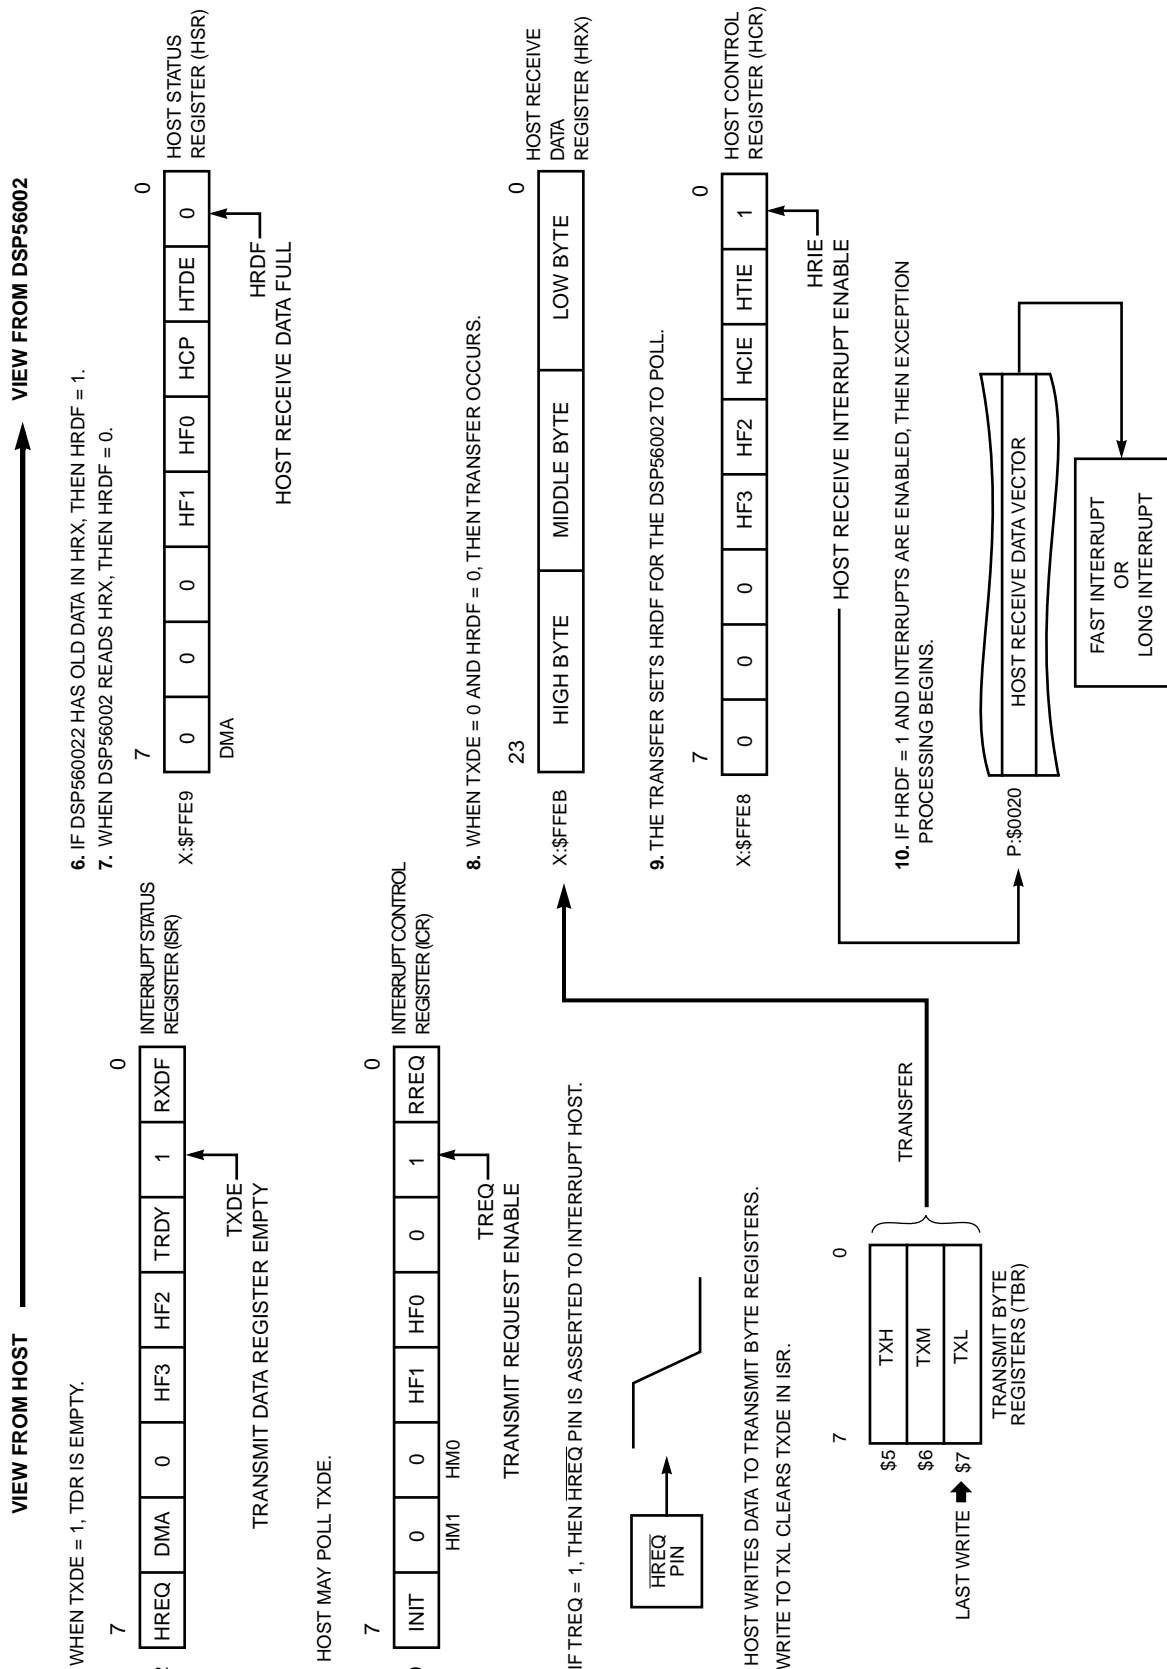 VIEW FROM HOST
VIEW FROM DSP56002
WHEN TXDE = 1, TDR IS EMPTY.
7
0
HREQ DMA 0 HF3 HF2 TRDY 1 RXDF
INTERRUPT STATUS
REGISTER (ISR)
TXDE
TRANSMIT DATA REGISTER EMPTY
HOST MAY POLL TXDE.
7
0
INIT 0 0 HF1 HF0 0 1 RREQ
HM1 HM0
INTERRUPT CONTROL
REGISTER (ICR)
TREQ
TRANSMIT REQUEST ENABLE
IF TREQ = 1, THEN HREQ PIN IS ASSERTED TO INTERRUPT HOST.
HREQ
PIN
HOST WRITES DATA TO TRANSMIT BYTE REGISTERS.
WRITE TO TXL CLEARS TXDE IN ISR.
7
0
$5 TXH
$6 TXM
LAST WRITE $7 TXL
TRANSMIT BYTE
REGISTERS (TBR)
TRANSFER
6. IF DSP560022 HAS OLD DATA IN HRX, THEN HRDF = 1.
7. WHEN DSP56002 READS HRX, THEN HRDF = 0.
7
0
X:$FFE9 0 0 0 HF1 HF0 HCP HTDE 0
DMA
HOST STATUS
REGISTER (HSR)
HRDF
HOST RECEIVE DATA FULL
8. WHEN TXDE = 0 AND HRDF = 0, THEN TRANSFER OCCURS.
23
0
X:$FFEB HIGH BYTE MIDDLE BYTE LOW BYTE
HOST RECEIVE
DATA
REGISTER (HRX)
9. THE TRANSFER SETS HRDF FOR THE DSP56002 TO POLL.
7
0
X:$FFE8 0 0 0 HF3 HF2 HCIE HTIE 1
HOST CONTROL
REGISTER (HCR)
HRIE
HOST RECEIVE INTERRUPT ENABLE
10. IF HRDF = 1 AND INTERRUPTS ARE ENABLED, THEN EXCEPTION
PROCESSING BEGINS.
P:$0020 HOST RECEIVE DATA VECTOR
FAST INTERRUPT
OR
LONG INTERRUPT